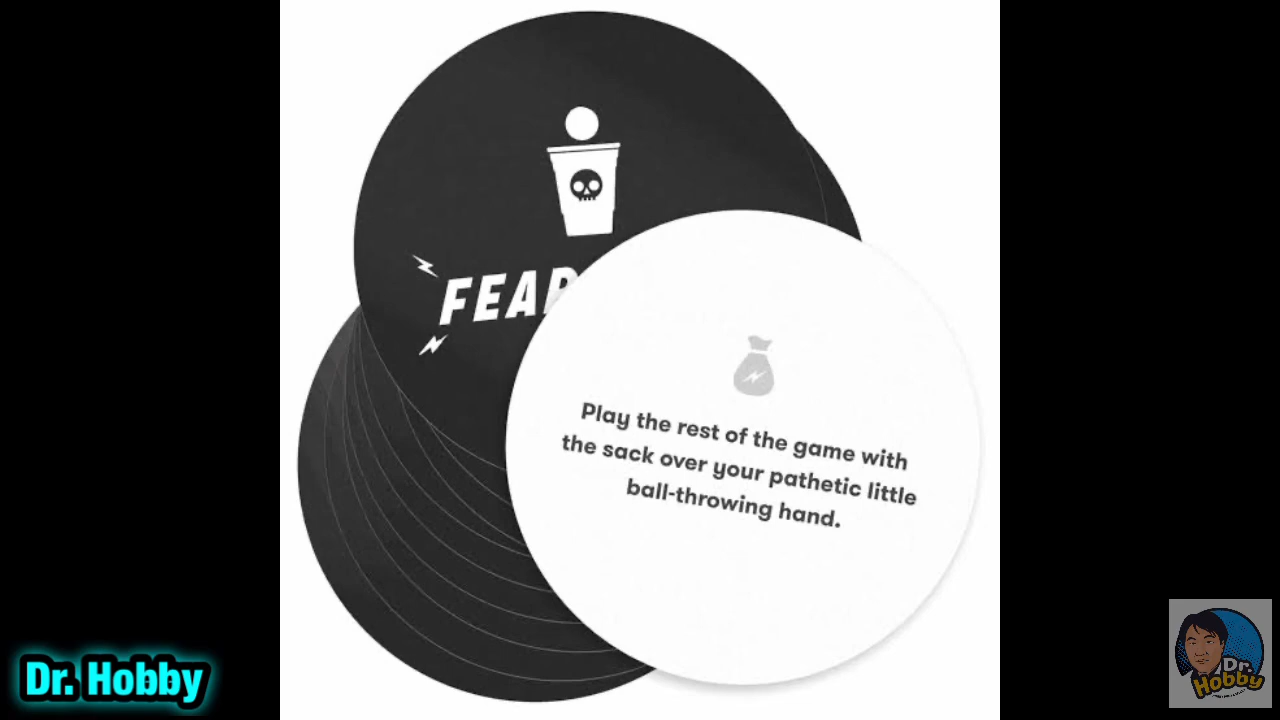 FEAR
Play the rest of the game with
the sack over your pathetic little
ball-throwing hand.
Dr. Hobby
Dr.
Hobby